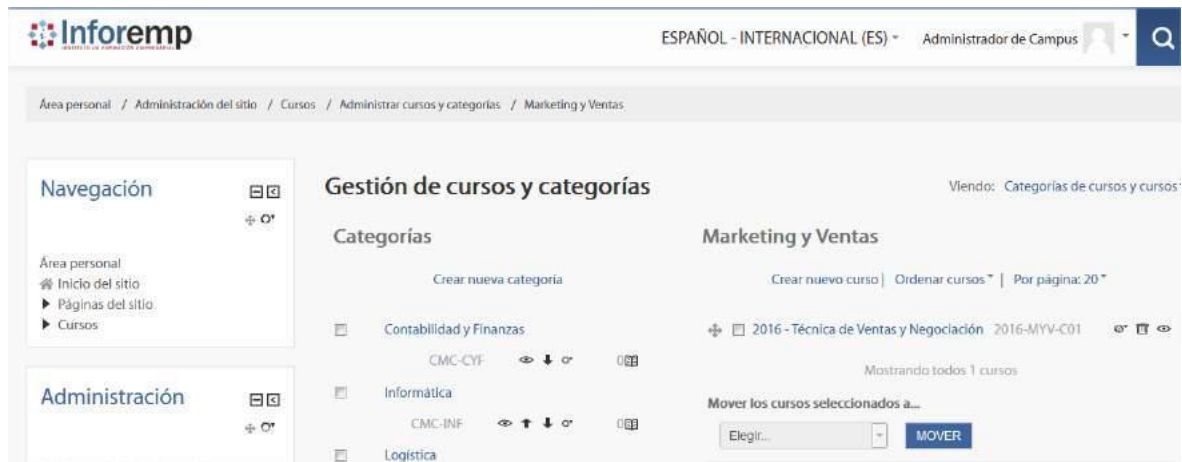 Inforemp
ESPAÑOL - INTERNACIONAL (ES)
Administrador de Campus
Área personal / Administración del sitio / Cursos / Administrar cursos y categorías / Marketing y Ventas
Navegación
Área personal
Inicio del sitio
Páginas del sitio
Cursos
Administración
Gestión de cursos y categorías
Viendo: Categorías de cursos y cursos
Categorías
Crear nueva categoría
Contabilidad y Finanzas
CMC-CYF 0
Informática
CMC-INF 0
Logística
Marketing y Ventas
Crear nuevo curso | Ordenar cursos | Por página: 20
2016 - Técnica de Ventas y Negociación 2016-MYV-C01
Mostrando todos 1 cursos
Mover los cursos seleccionados a...
Elegir...
MOVER